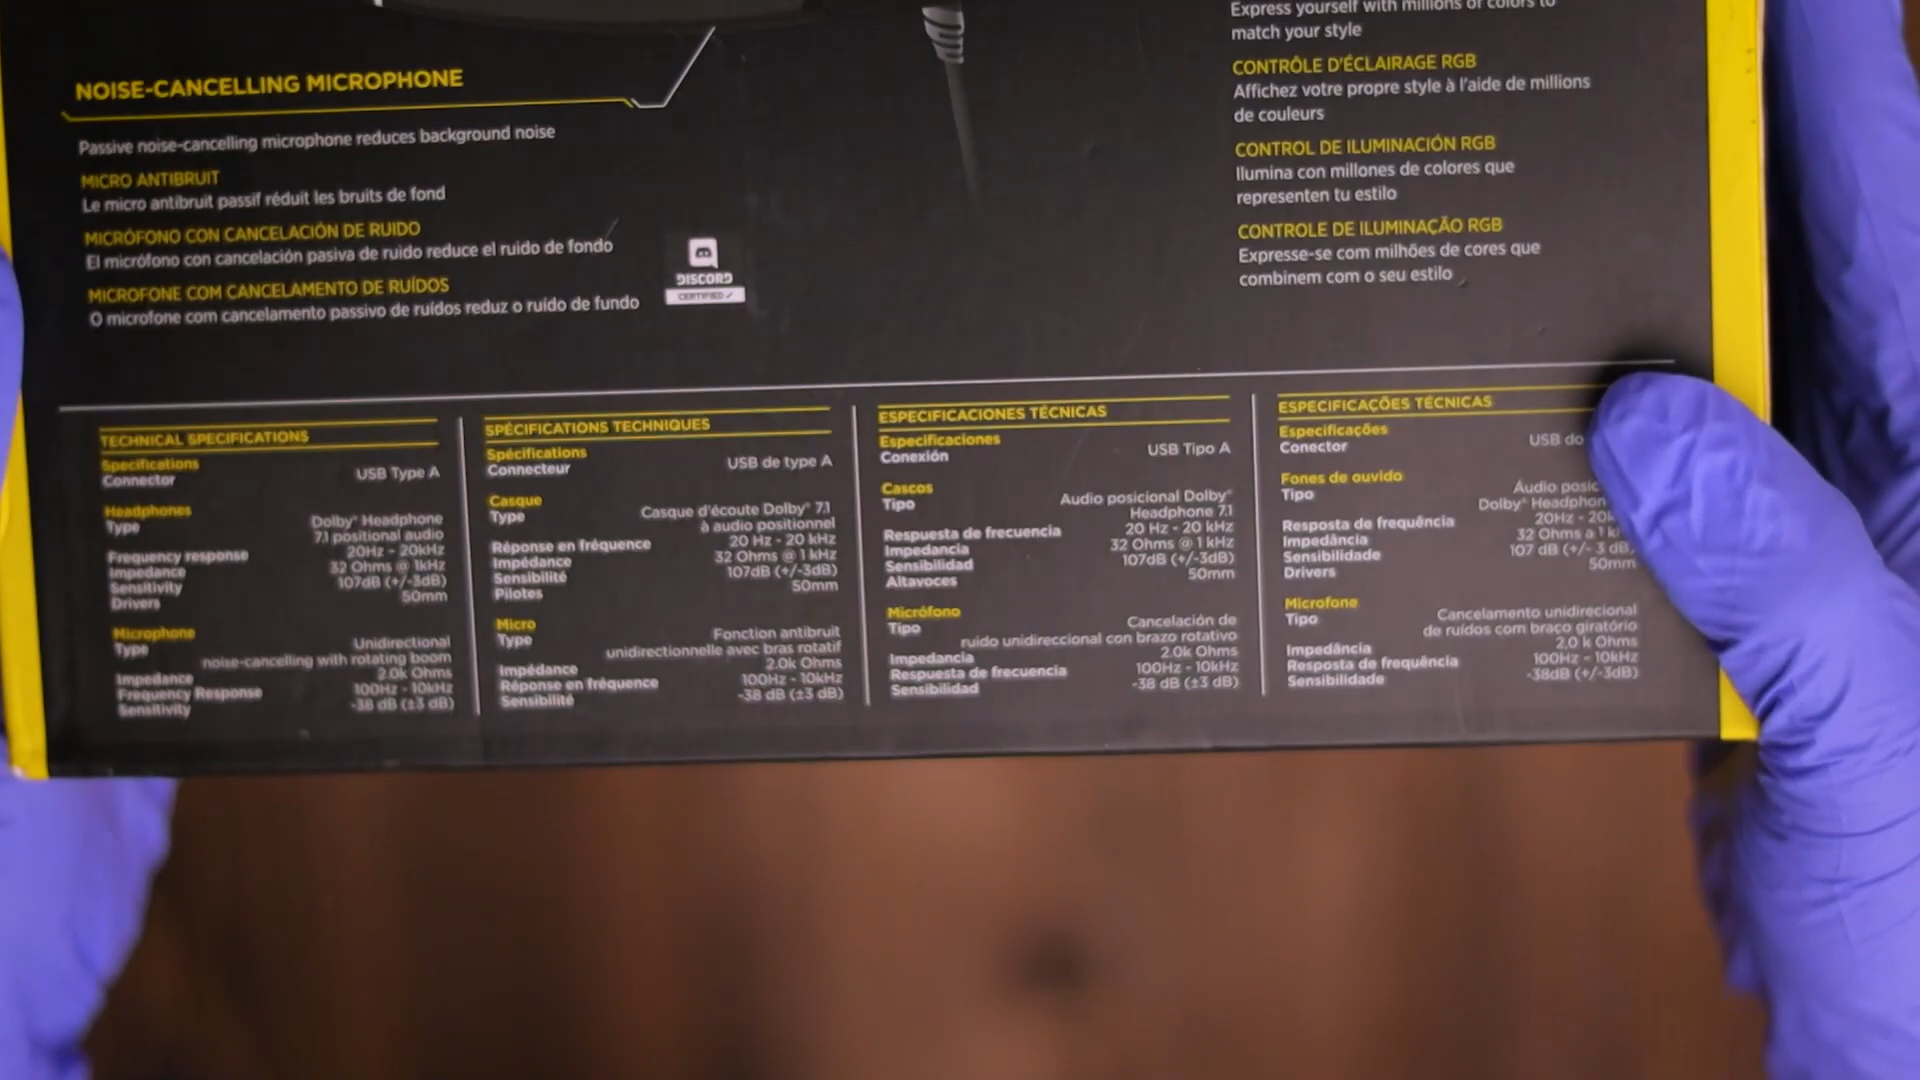 NOISE-CANCELLING MICROPHONE
Passive noise-cancelling microphone reduces background noise
MICRO ANTIBRUIT
Le micro antibruit passif réduit les bruits de fond
MICRÓFONO CON CANCELACIÓN DE RUIDO
El micrófono con cancelación pasiva de ruido reduce el ruido de fondo
MICROFONE COM CANCELAMENTO DE RUÍDOS
O microfone com cancelamento passivo de ruídos reduz o ruído de fundo
DISCORD
CERTIFIED ✓
Express yourself with millions of colors to
match your style
CONTRÔLE D'ÉCLAIRAGE RGB
Affichez votre propre style à l'aide de millions
de couleurs
CONTROL DE ILUMINACIÓN RGB
Ilumina con millones de colores que
representen tu estilo
CONTROLE DE ILUMINAÇÃO RGB
Expresse-se com milhões de cores que
combinem com o seu estilo
TECHNICAL SPECIFICATIONS
Specifications
Connector USB Type A
Headphones
Type Dolby® Headphone
7.1 positional audio
Frequency response 20Hz - 20kHz
Impedance 32 Ohms @ 1kHz
Sensitivity 107dB (+/-3dB)
Drivers 50mm
Microphone
Type Unidirectional
noise-cancelling with rotating boom
Impedance 2.0k Ohms
Frequency Response 100Hz - 10kHz
Sensitivity -38 dB (±3 dB)
SPÉCIFICATIONS TECHNIQUES
Spécifications
Connecteur USB de type A
Casque
Type Casque d'écoute Dolby® 7.1
à audio positionnel
Réponse en fréquence 20 Hz - 20 kHz
Impédance 32 Ohms @ 1 kHz
Sensibilité 107dB (+/-3dB)
Pilotes 50mm
Micro
Type Fonction antibruit
unidirectionnelle avec bras rotatif
Impédance 2.0k Ohms
Réponse en fréquence 100Hz - 10kHz
Sensibilité -38 dB (±3 dB)
ESPECIFICACIONES TÉCNICAS
Especificaciones
Conexión USB Tipo A
Cascos
Tipo Audio posicional Dolby®
Headphone 7.1
Respuesta de frecuencia 20 Hz - 20 kHz
Impedancia 32 Ohms @ 1 kHz
Sensibilidad 107dB (+/-3dB)
Altavoces 50mm
Micrófono
Tipo Cancelación de
ruido unidireccional con brazo rotativo
Impedancia 2.0k Ohms
Respuesta de frecuencia 100Hz - 10kHz
Sensibilidad -38 dB (±3 dB)
ESPECIFICAÇÕES TÉCNICAS
Especificações
Conector USB do
Fones de ouvido
Tipo Áudio
Dolby®
Resposta de frequência 20Hz -
Impedância 32 Ohms a 1
Sensibilidade 107 dB (+/- 3 dB)
Drivers 50mm
Microfone
Tipo Cancelamento unidirecional
de ruídos com braço giratório
Impedância 2,0 k Ohms
Resposta de frequência 100Hz - 10kHz
Sensibilidade -38dB (+/-3dB)